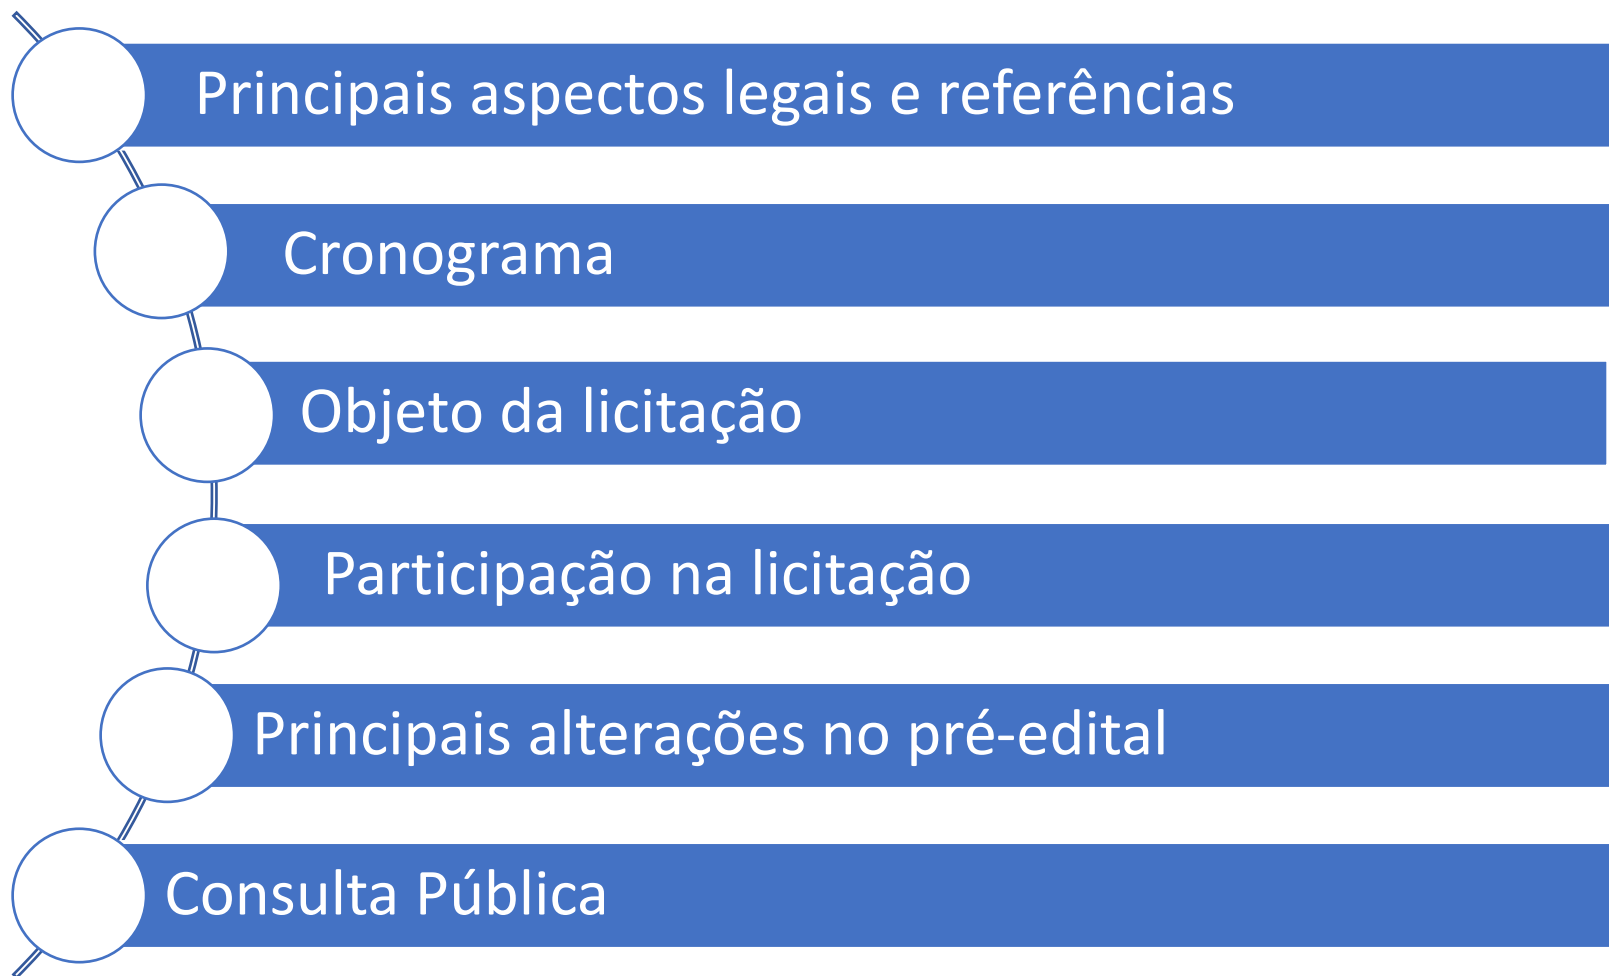 Principais aspectos legais e referências
Cronograma
Objeto da licitação
Participação na licitação
Principais alterações no pré-edital
Consulta Pública